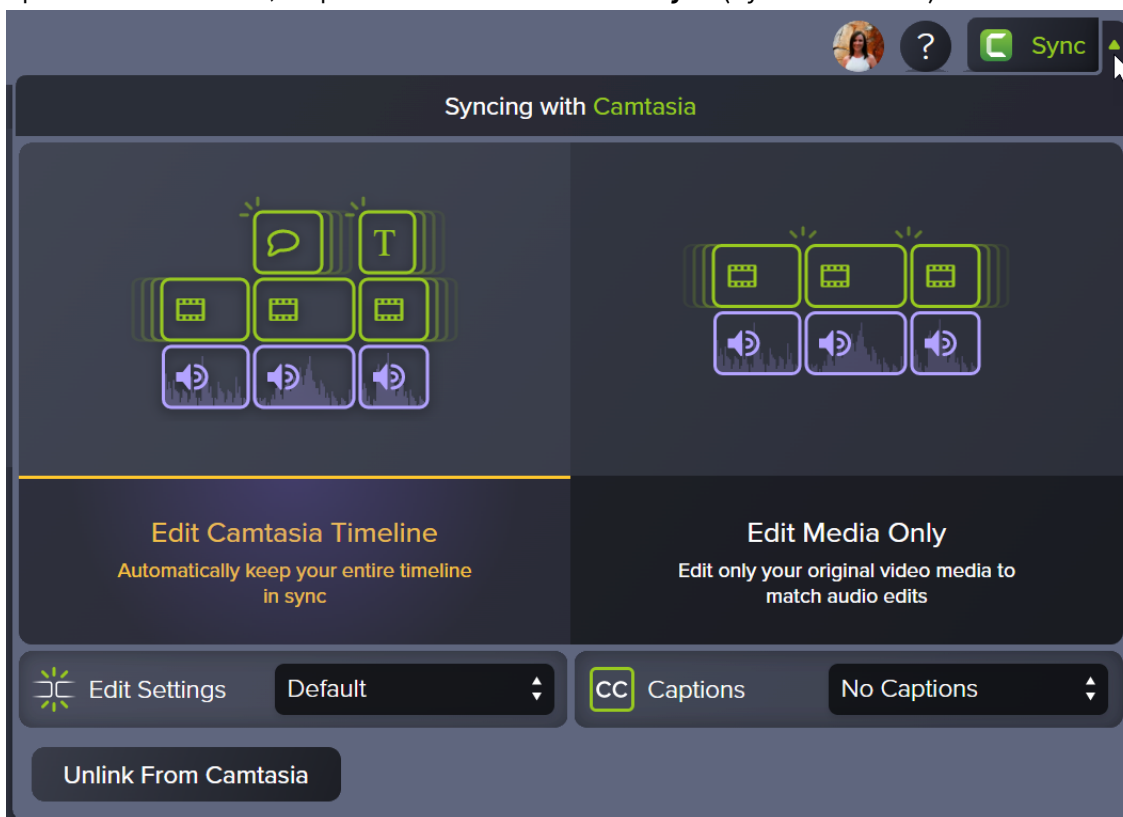 ?
Sync
Syncing with Camtasia
T
Edit Camtasia Timeline
Automatically keep your entire timeline
in sync
Edit Media Only
Edit only your original video media to
match audio edits
Edit Settings
Default
CC
Captions
No Captions
Unlink From Camtasia